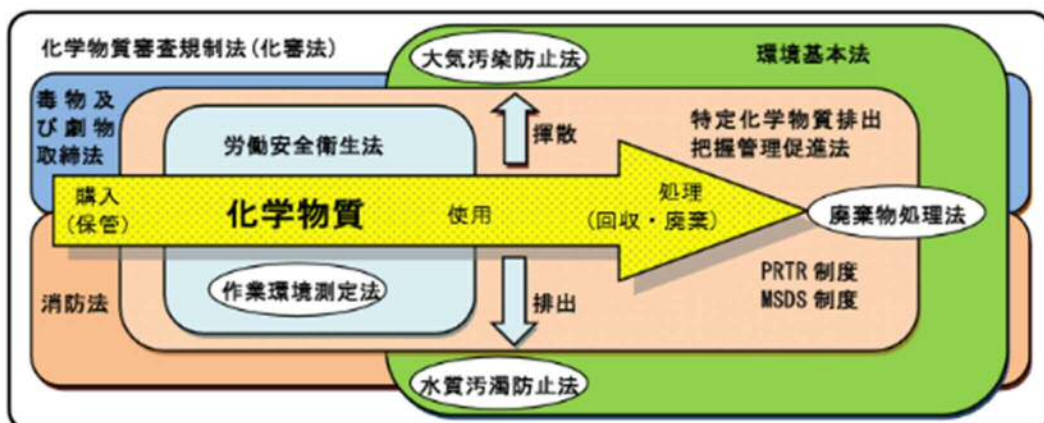 化学物質審査規制法(化審法)
大気汚染防止法
環境基本法
毒物及
び劇物
取締法
労働安全衛生法
揮散
特定化学物質排出
把握管理促進法
購入
(保管)
化学物質
使用
処理
(回収・廃棄)
廃棄物処理法
作業環境測定法
消防法
排出
PRTR 制度
MSDS 制度
水質汚濁防止法